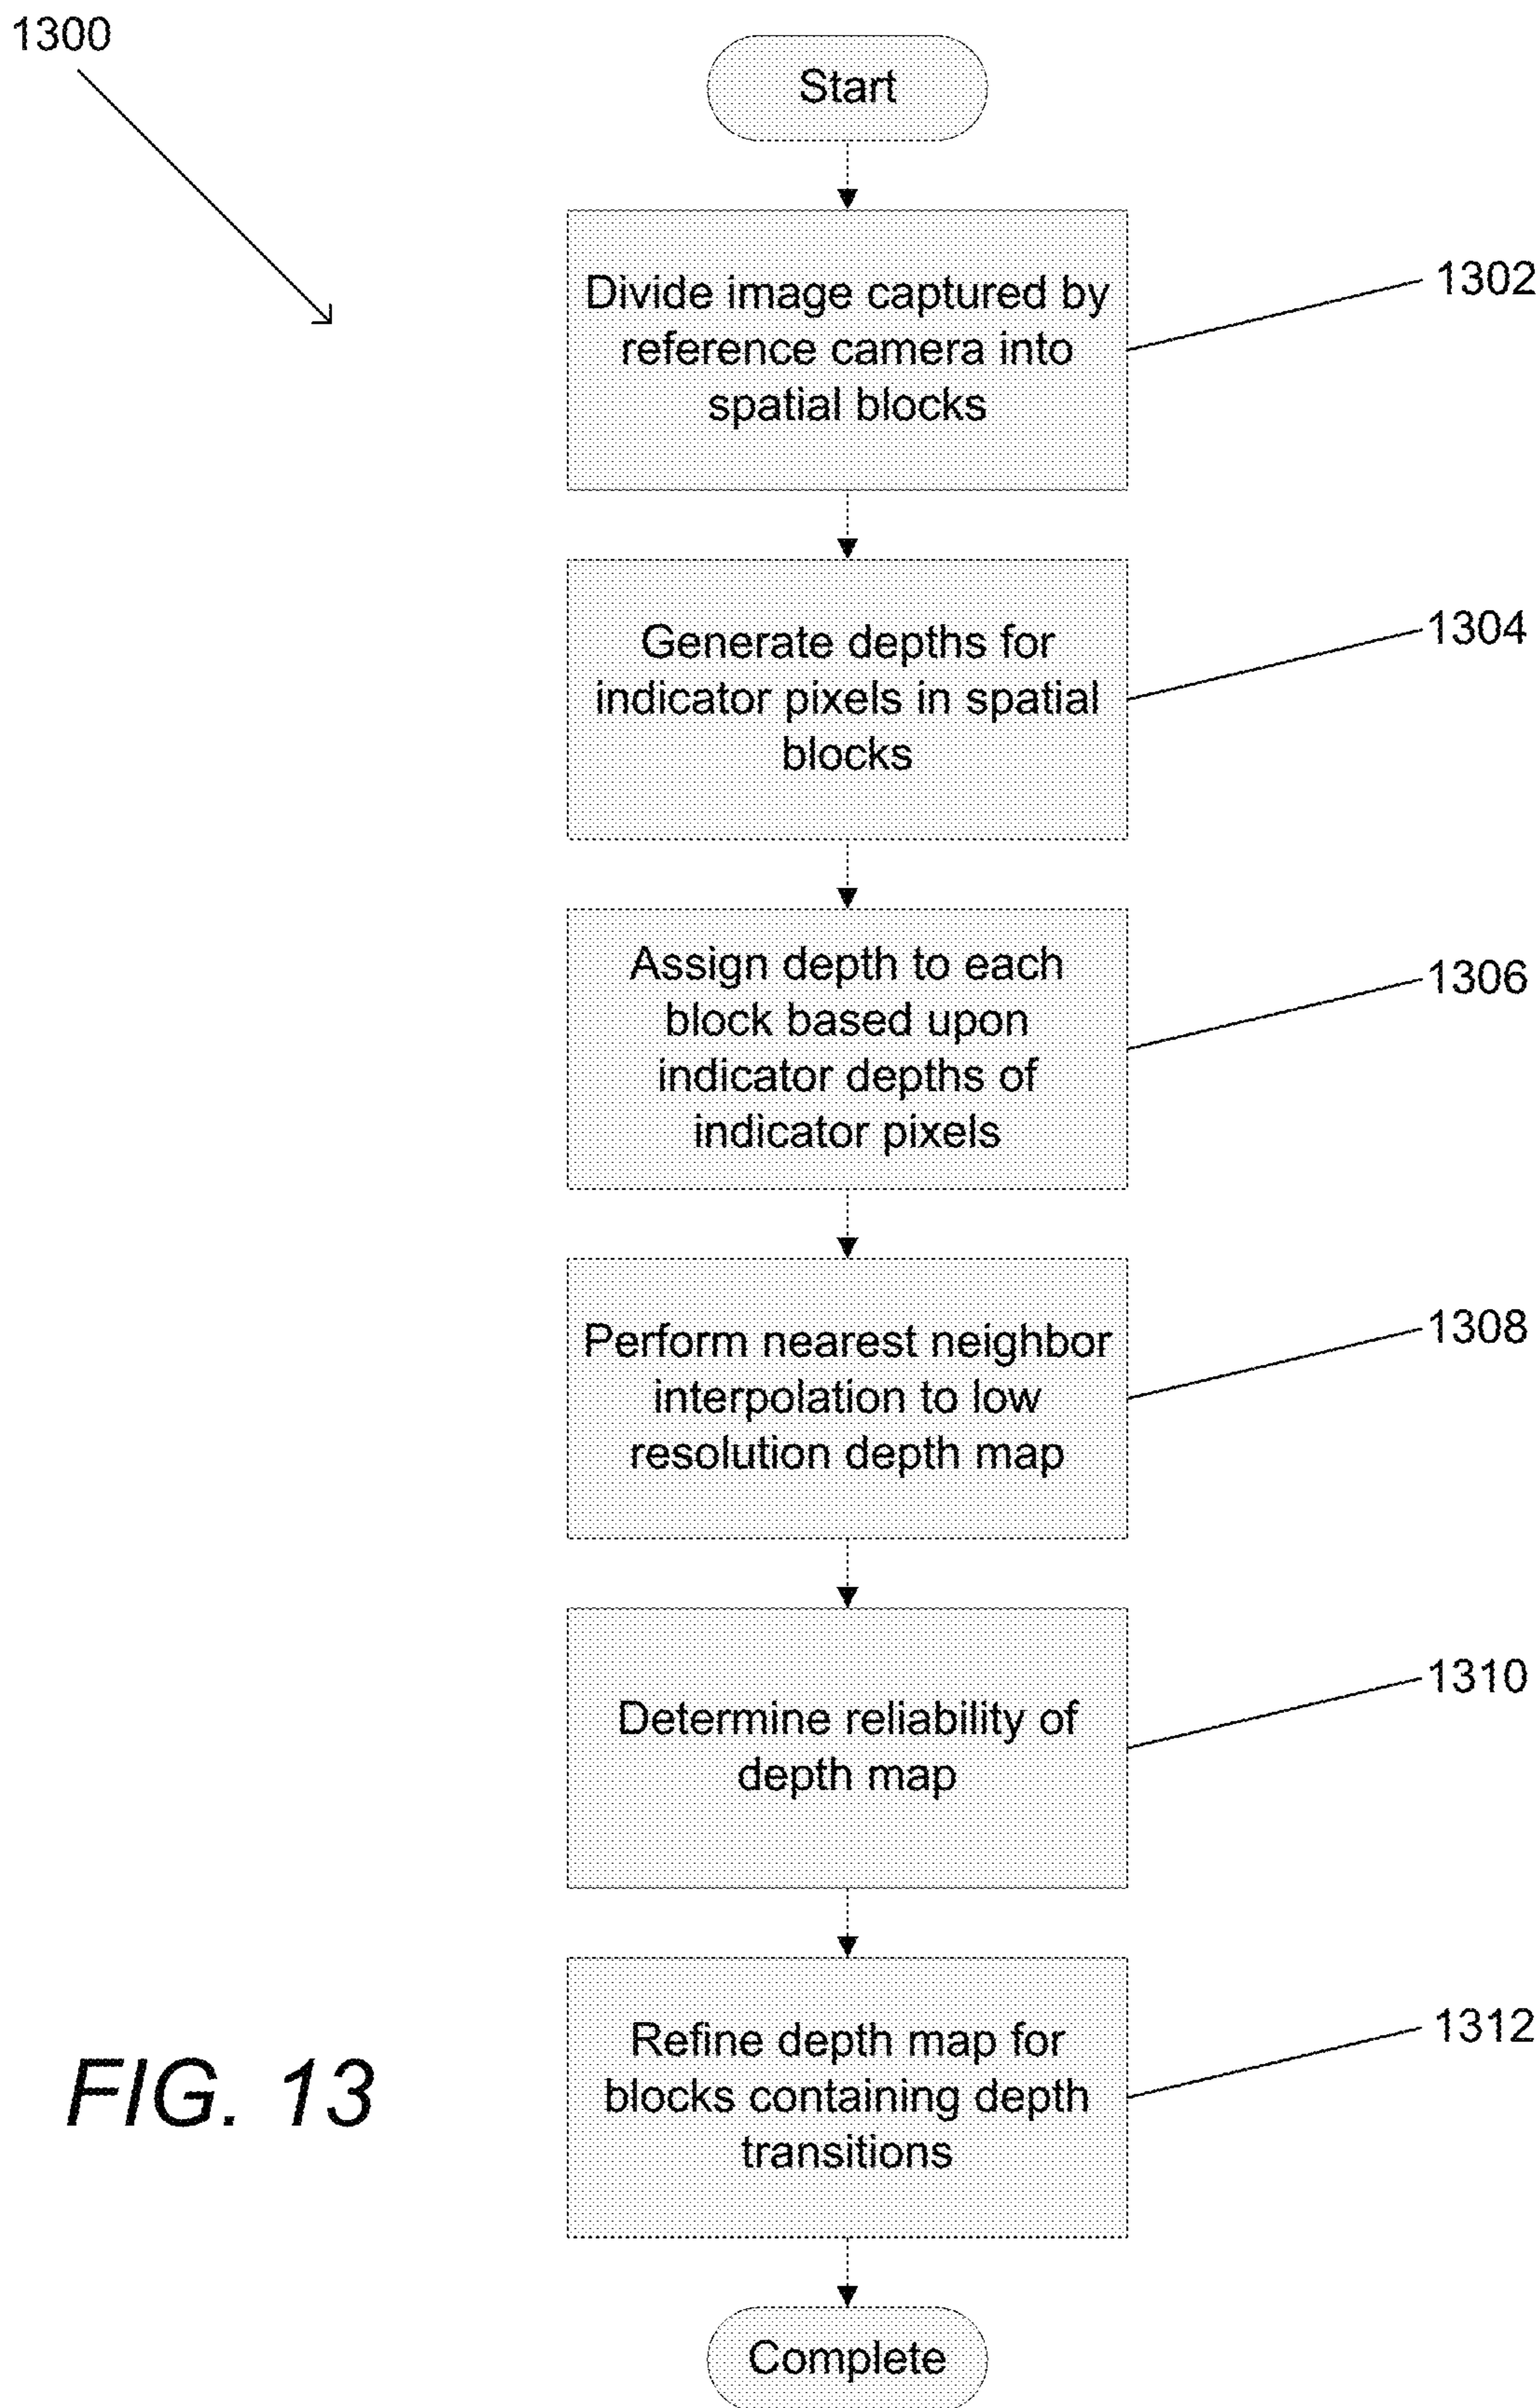 1300
Start
Divide image captured by
reference camera into
spatial blocks
1302
Generate depths for
indicator pixels in spatial
blocks
1304
Assign depth to each
block based upon
indicator depths of
indicator pixels
1306
Perform nearest neighbor
interpolation to low
resolution depth map
1308
Determine reliability of
depth map
1310
Refine depth map for
blocks containing depth
transitions
1312
FIG. 13
Complete